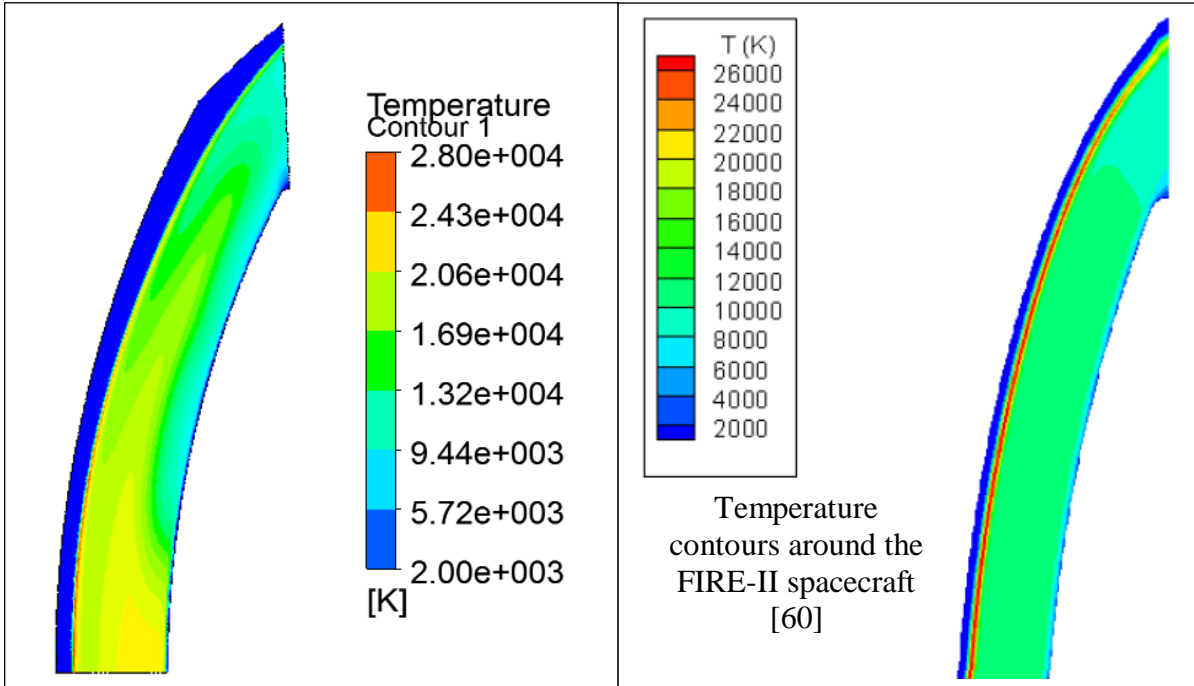 Temperature
Contour 1
2.80e+004
2.43e+004
2.06e+004
1.69e+004
1.32e+004
9.44e+003
5.72e+003
2.00e+003
[K]
T (K)
26000
24000
22000
20000
18000
16000
14000
12000
10000
8000
6000
4000
2000
Temperature
contours around the
FIRE-II spacecraft
[60]